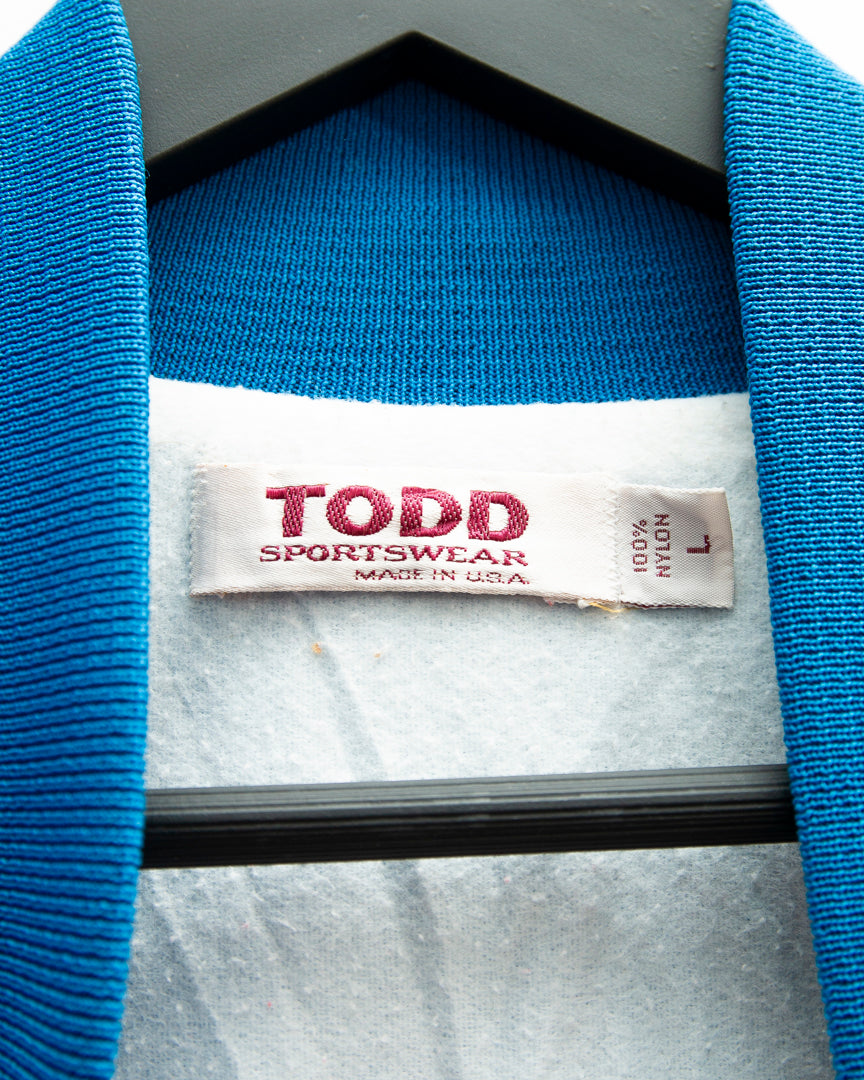 TODD
SPORTSWEAR
MADE IN U.S.A.
100%
NYLON
L